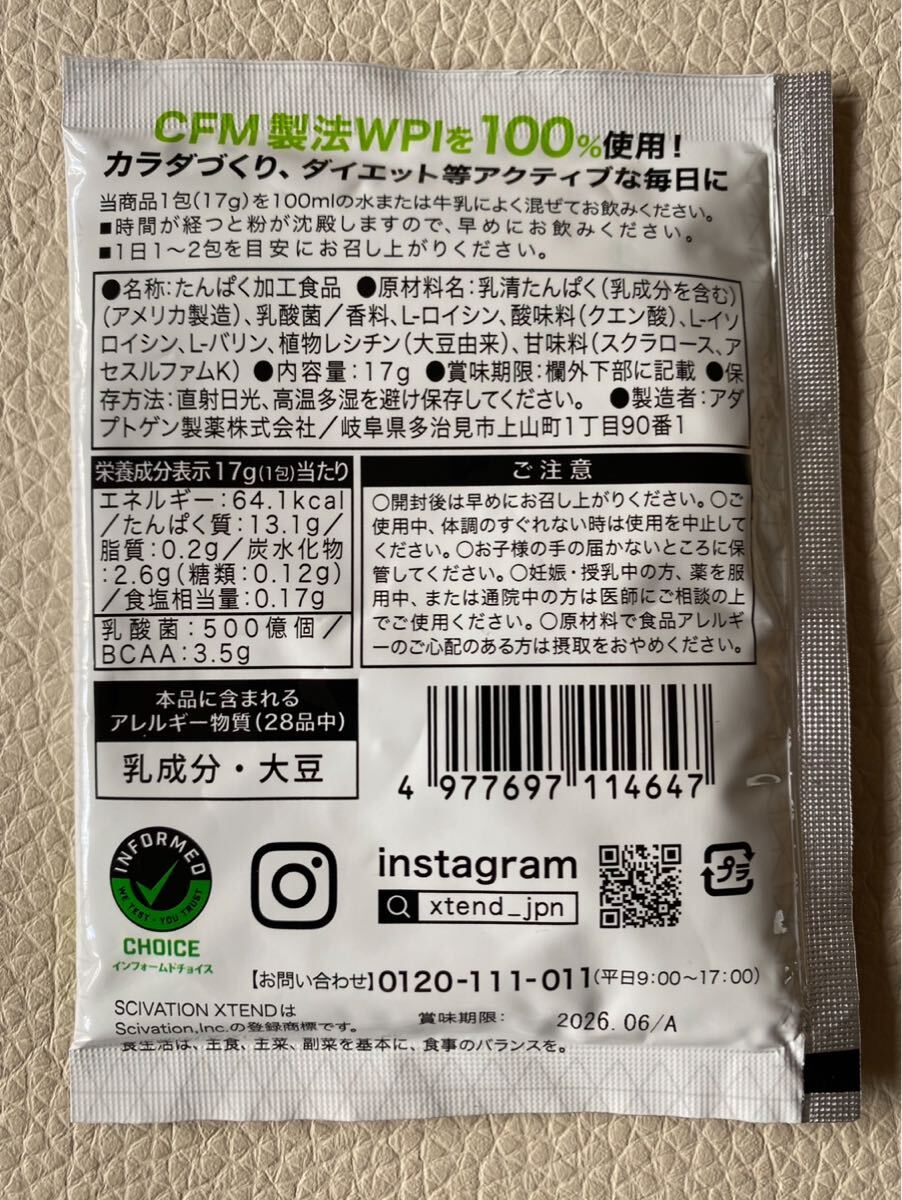 CFM製法WPIを100%使用!
カラダづくり、ダイエット等アクティブな毎日に
当商品1包(17g)を100mlの水または牛乳によく混ぜてお飲みください。
■時間が経つと粉が沈殿しますので、早めにお飲みください。
■1日1〜2包を目安にお召し上がりください。
●名称:たんぱく加工食品 ●原材料名:乳清たんぱく(乳成分を含む)
(アメリカ製造)、乳酸菌/香料、L-ロイシン、酸味料(クエン酸)、L-イソ
ロイシン、L-バリン、植物レシチン(大豆由来)、甘味料(スクラロース、ア
セスルファムK) ●内容量:17g ●賞味期限:欄外下部に記載 ●保
存方法:直射日光、高温多湿を避け保存してください。 ●製造者:アダ
プトゲン製薬株式会社/岐阜県多治見市上山町1丁目90番1
栄養成分表示17g(1包)当たり
エネルギー:64.1kcal
/たんぱく質:13.1g/
脂質:0.2g/炭水化物
:2.6g(糖類:0.12g)
/食塩相当量:0.17g
乳酸菌:500億個/
BCAA:3.5g
ご注意
○開封後は早めにお召し上がりください。○ご
使用中、体調のすぐれない時は使用を中止して
ください。○お子様の手の届かないところに保
管してください。○妊娠・授乳中の方、薬を服
用中、または通院中の方は医師にご相談の上
でご使用ください。○原材料で食品アレルギ
ーのご心配のある方は摂取をおやめください。
本品に含まれる
アレルギー物質(28品中)
乳成分・大豆
4 977697 114647
INFORMED
WE TEST · YOU TRUST
CHOICE
インフォームドチョイス
instagram
xtend_jpn
プラ
【お問い合わせ】0120-111-011(平日9:00〜17:00)
SCIVATION XTENDは
Scivation,Inc.の登録商標です。
賞味期限: 2026.06/A
食生活は、主食、主菜、副菜を基本に、食事のバランスを。